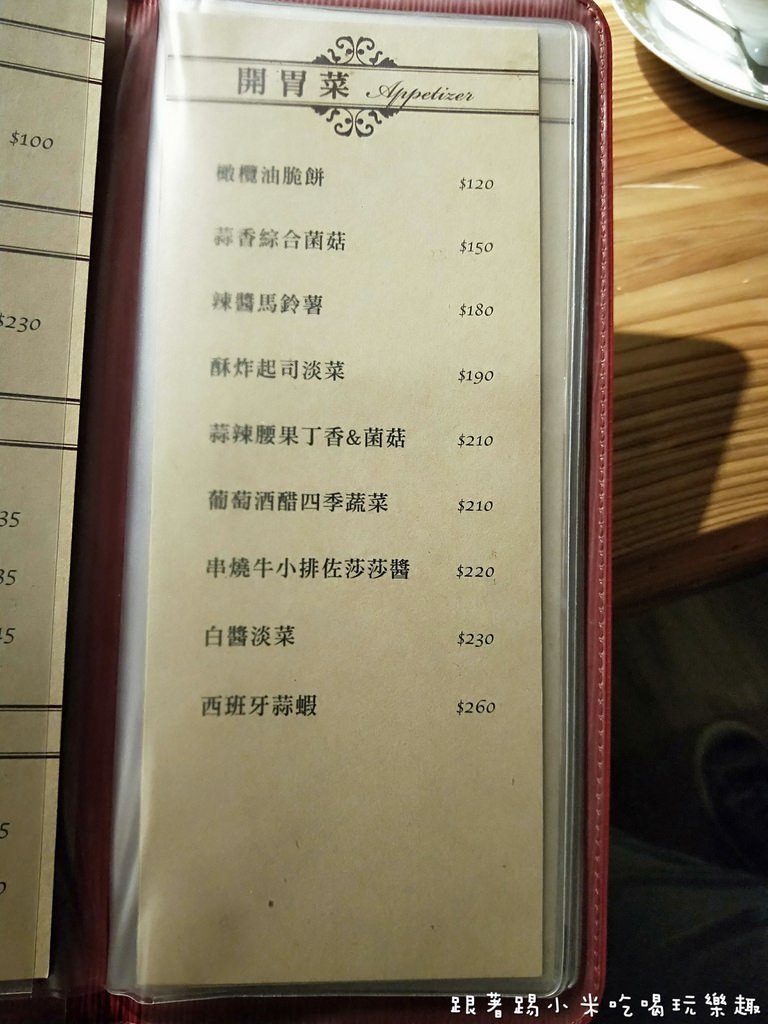 $100
$230
開胃菜 Appetizer
橄欖油脆餅 $120
蒜香綜合菌菇 $150
辣醬馬鈴薯 $180
酥炸起司淡菜 $190
蒜辣腰果丁香&菌菇 $210
葡萄酒醋四季蔬菜 $210
串燒牛小排佐莎莎醬 $220
白醬淡菜 $230
西班牙蒜蝦 $260
跟著踢小米吃喝玩樂趣